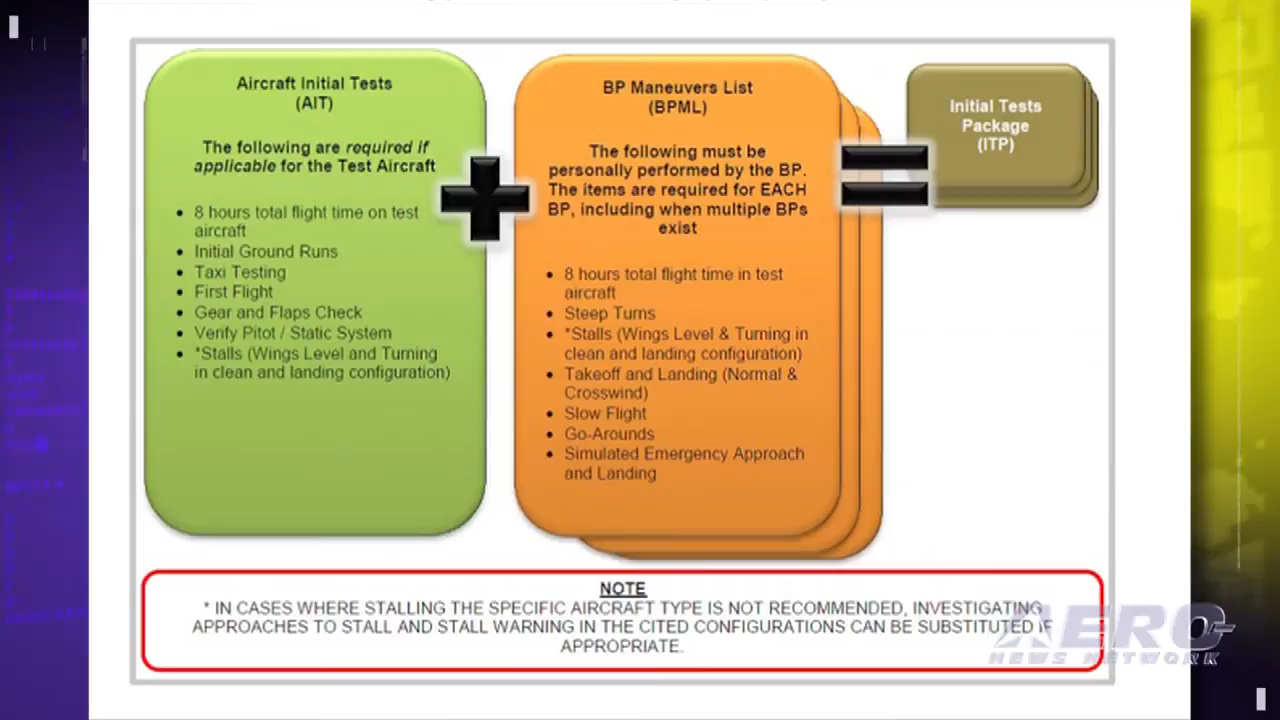 Aircraft Initial Tests
(AIT)
The following are required if
applicable for the Test Aircraft
• 8 hours total flight time on test
aircraft
• Initial Ground Runs
• Taxi Testing
• First Flight
• Gear and Flaps Check
• Verify Pitot / Static System
• *Stalls (Wings Level and Turning
in clean and landing configuration)
BP Maneuvers List
(BPML)
The following must be
personally performed by the BP.
The items are required for EACH
BP, including when multiple BPs
exist
• 8 hours total flight time in test
aircraft
• Steep Turns
• *Stalls (Wings Level & Turning in
clean and landing configuration)
• Takeoff and Landing (Normal &
Crosswind)
• Slow Flight
• Go-Arounds
• Simulated Emergency Approach
and Landing
Initial Tests
Package
(ITP)
NOTE
* IN CASES WHERE STALLING THE SPECIFIC AIRCRAFT TYPE IS NOT RECOMMENDED, INVESTIGATING
APPROACHES TO STALL AND STALL WARNING IN THE CITED CONFIGURATIONS CAN BE SUBSTITUTED IF
APPROPRIATE.
AERO
NEWS NETWORK